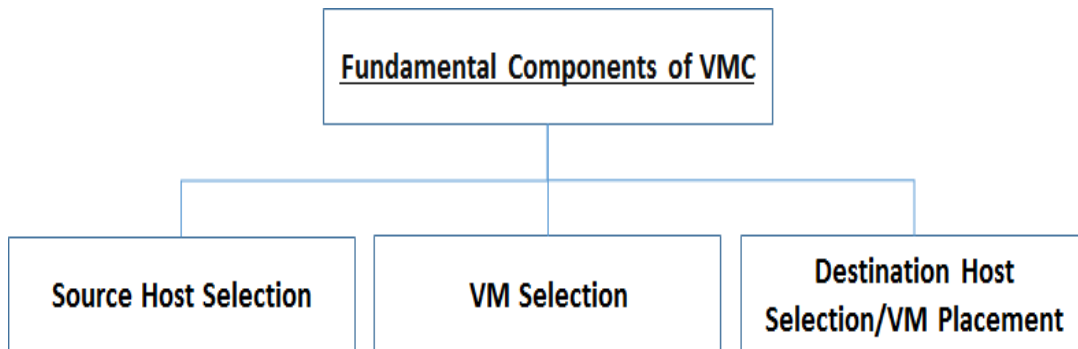 Fundamental Components of VMC
Source Host Selection
VM Selection
Destination Host
Selection/VM Placement